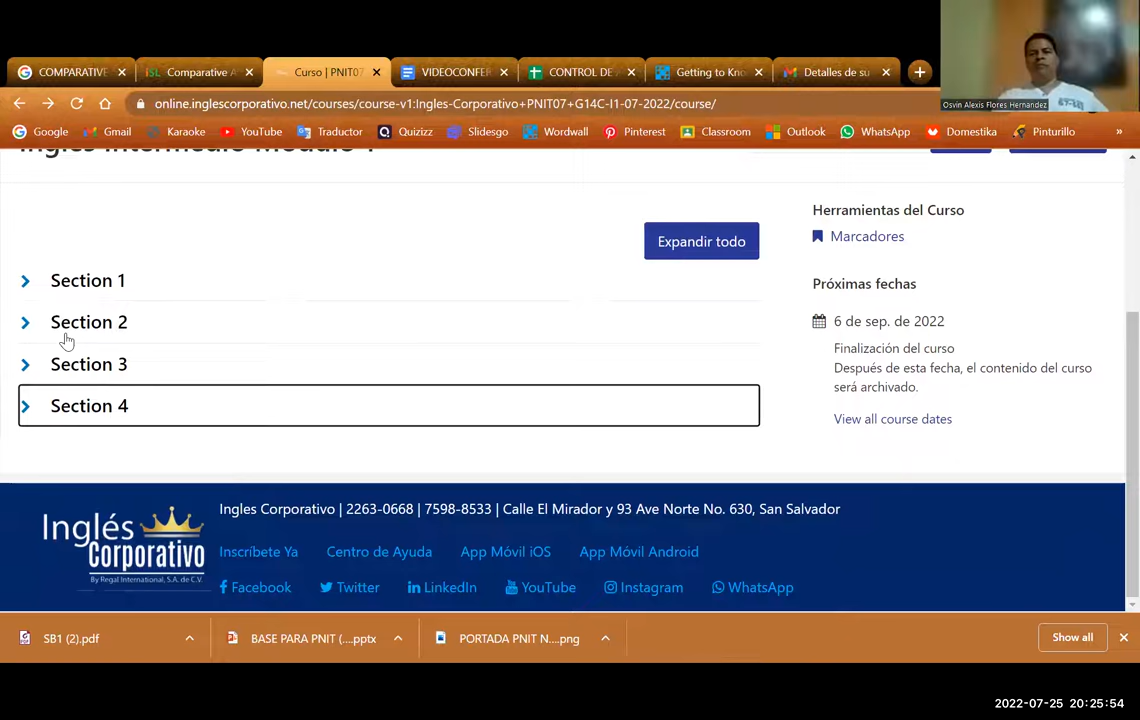 COMPARATIVE
Comparative A
Curso | PNIT07
VIDEOCONFER
CONTROL DE
Getting to Kno
Detalles de su
online.inglescorporativo.net/courses/course-v1:Ingles-Corporativo+PNIT07+G14C-I1-07-2022/course/
Osvin Alexis Flores Hernandez
Google
Gmail
Karaoke
YouTube
Traductor
Quizizz
Slidesgo
Wordwall
Pinterest
Classroom
Outlook
WhatsApp
Domestika
Pinturillo
»
Expandir todo
Section 1
Section 2
Section 3
Section 4
Herramientas del Curso
Marcadores
Próximas fechas
6 de sep. de 2022
Finalización del curso
Después de esta fecha, el contenido del curso
será archivado.
View all course dates
Inglés
Corporativo
By Regal International, S.A. de C.V.
Ingles Corporativo | 2263-0668 | 7598-8533 | Calle El Mirador y 93 Ave Norte No. 630, San Salvador
Inscríbete Ya
Centro de Ayuda
App Móvil iOS
App Móvil Android
Facebook
Twitter
LinkedIn
YouTube
Instagram
WhatsApp
SB1 (2).pdf
BASE PARA PNIT (....pptx
PORTADA PNIT N....png
Show all
2022-07-25 20:25:54